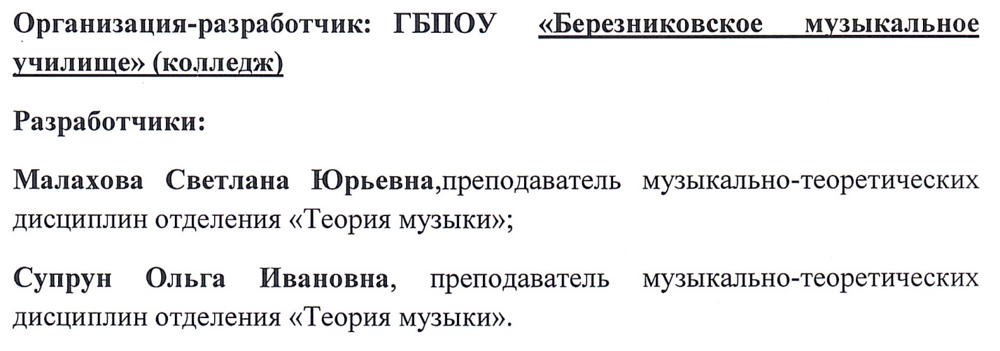 Организация-разработчик: ГБПОУ «Березниковское музыкальное
училище» (колледж)
Разработчики:
Малахова Светлана Юрьевна,преподаватель музыкально-теоретических
дисциплин отделения «Теория музыки»;
Супрун Ольга Ивановна, преподаватель музыкально-теоретических
дисциплин отделения «Теория музыки».